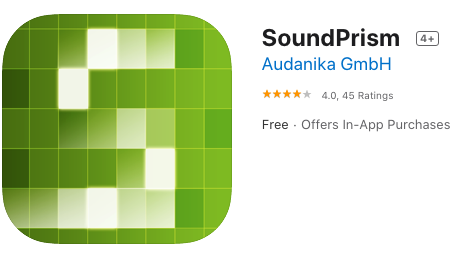 SoundPrism 4+
Audanika GmbH
4.0, 45 Ratings
Free · Offers In-App Purchases